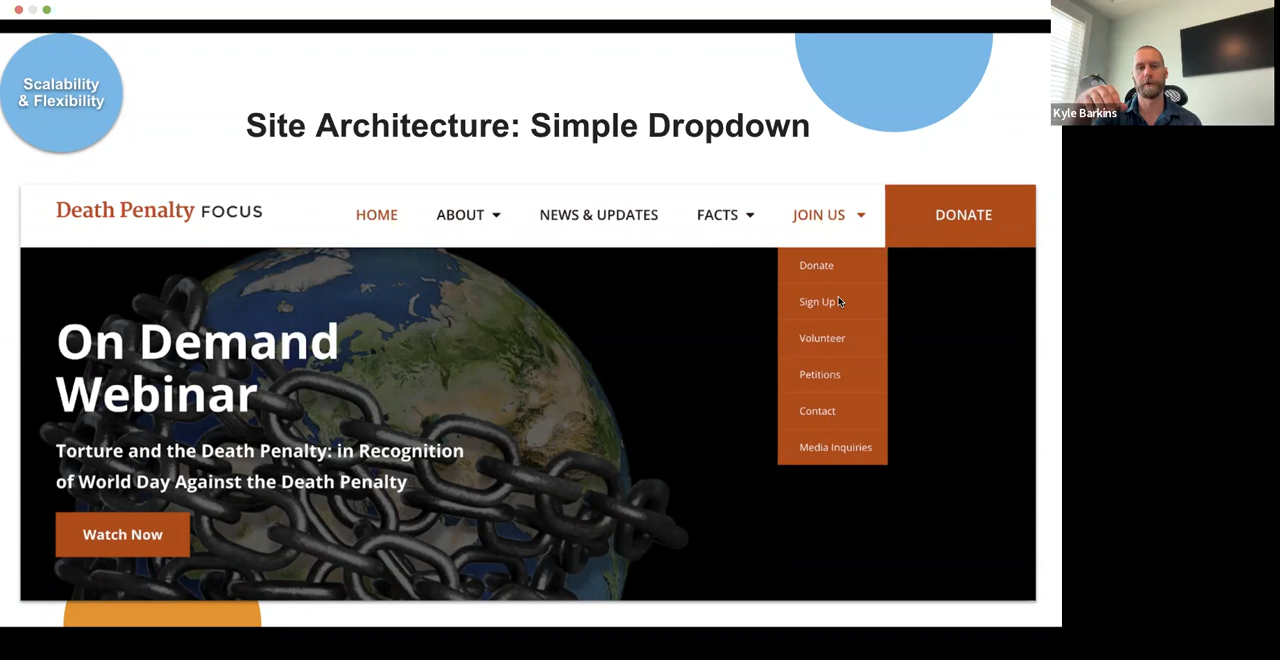 Scalability
& Flexibility
Kyle Barkins
Site Architecture: Simple Dropdown
Death Penalty FOCUS
HOME
ABOUT
NEWS & UPDATES
FACTS
JOIN US
DONATE
Donate
Sign Up
Volunteer
Petitions
Contact
Media Inquiries
On Demand
Webinar
Torture and the Death Penalty: in Recognition
of World Day Against the Death Penalty
Watch Now